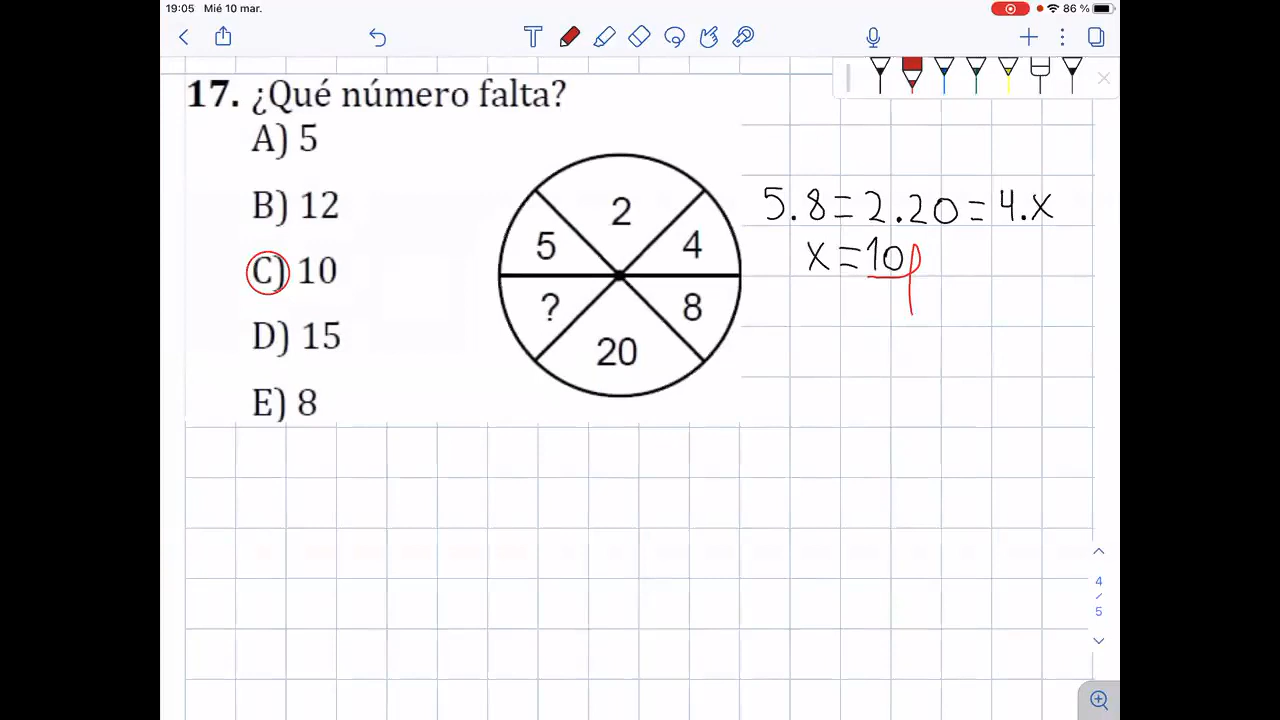 19:05 Mié 10 mar.
86 %
T
17. ¿Qué número falta?
A) 5
B) 12
C) 10
D) 15
E) 8
2
5
4
?
8
20
5.8=2.20=4.x
x=10
4
/
5